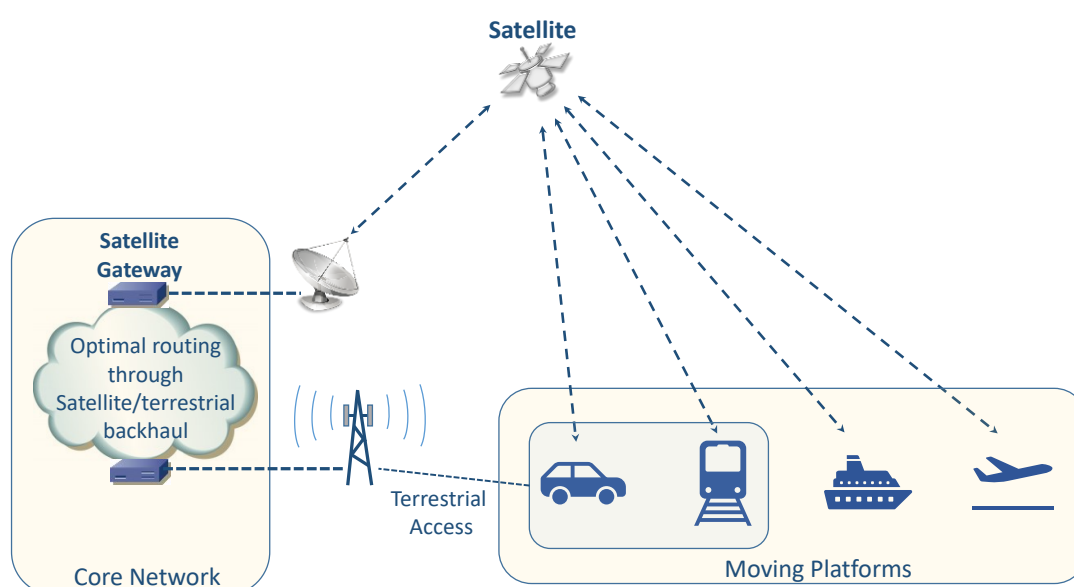 Satellite
Satellite
Gateway
Optimal routing
through
Satellite/terrestrial
backhaul
Terrestrial
Access
Core Network
Moving Platforms